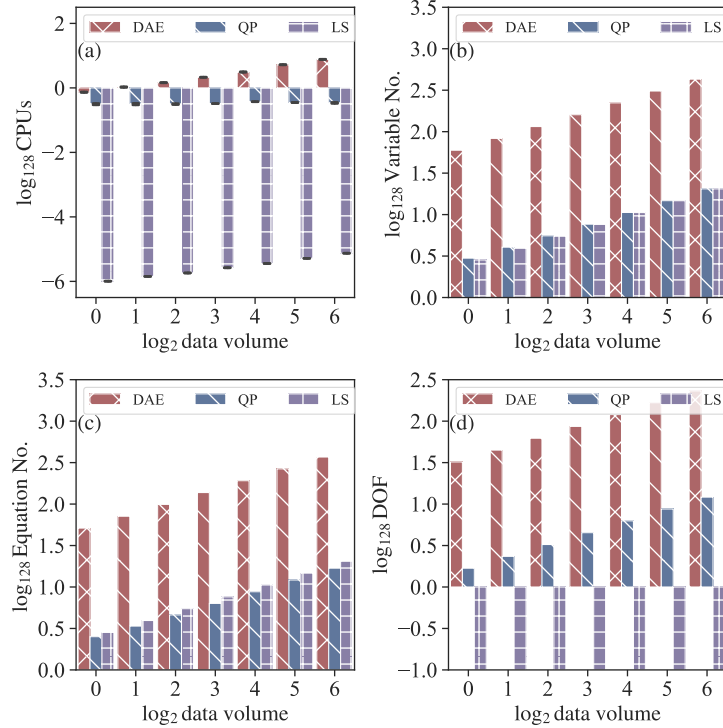 DAE QP LS
(a)
2
0
−2
−4
−6
log128 CPUs
0 1 2 3 4 5 6
log2 data volume
DAE QP LS
(b)
3.5
3.0
2.5
2.0
1.5
1.0
0.5
0.0
log128 Variable No.
0 1 2 3 4 5 6
log2 data volume
DAE QP LS
(c)
3.5
3.0
2.5
2.0
1.5
1.0
0.5
0.0
log128 Equation No.
0 1 2 3 4 5 6
log2 data volume
DAE QP LS
(d)
2.5
2.0
1.5
1.0
0.5
0.0
−0.5
−1.0
log128 DOF
0 1 2 3 4 5 6
log2 data volume